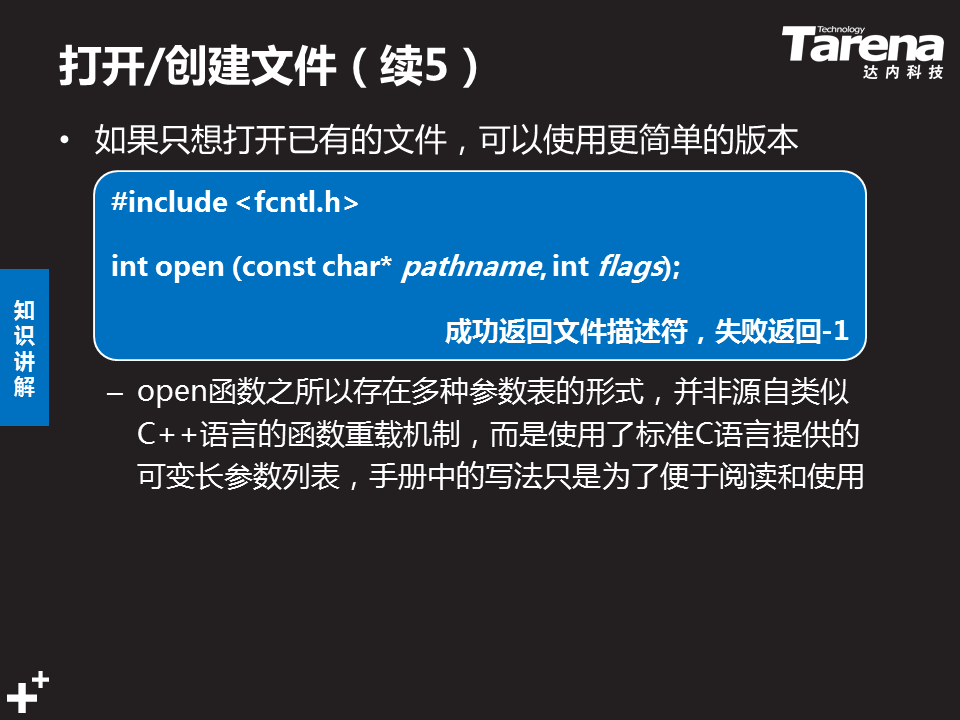 打开/创建文件（续5）
Technology
Tarena
达内科技
• 如果只想打开已有的文件，可以使用更简单的版本
#include <fcntl.h>
int open (const char* pathname, int flags);
成功返回文件描述符，失败返回-1
知
识
讲
解
– open函数之所以存在多种参数表的形式，并非源自类似
C++语言的函数重载机制，而是使用了标准C语言提供的
可变长参数列表，手册中的写法只是为了便于阅读和使用